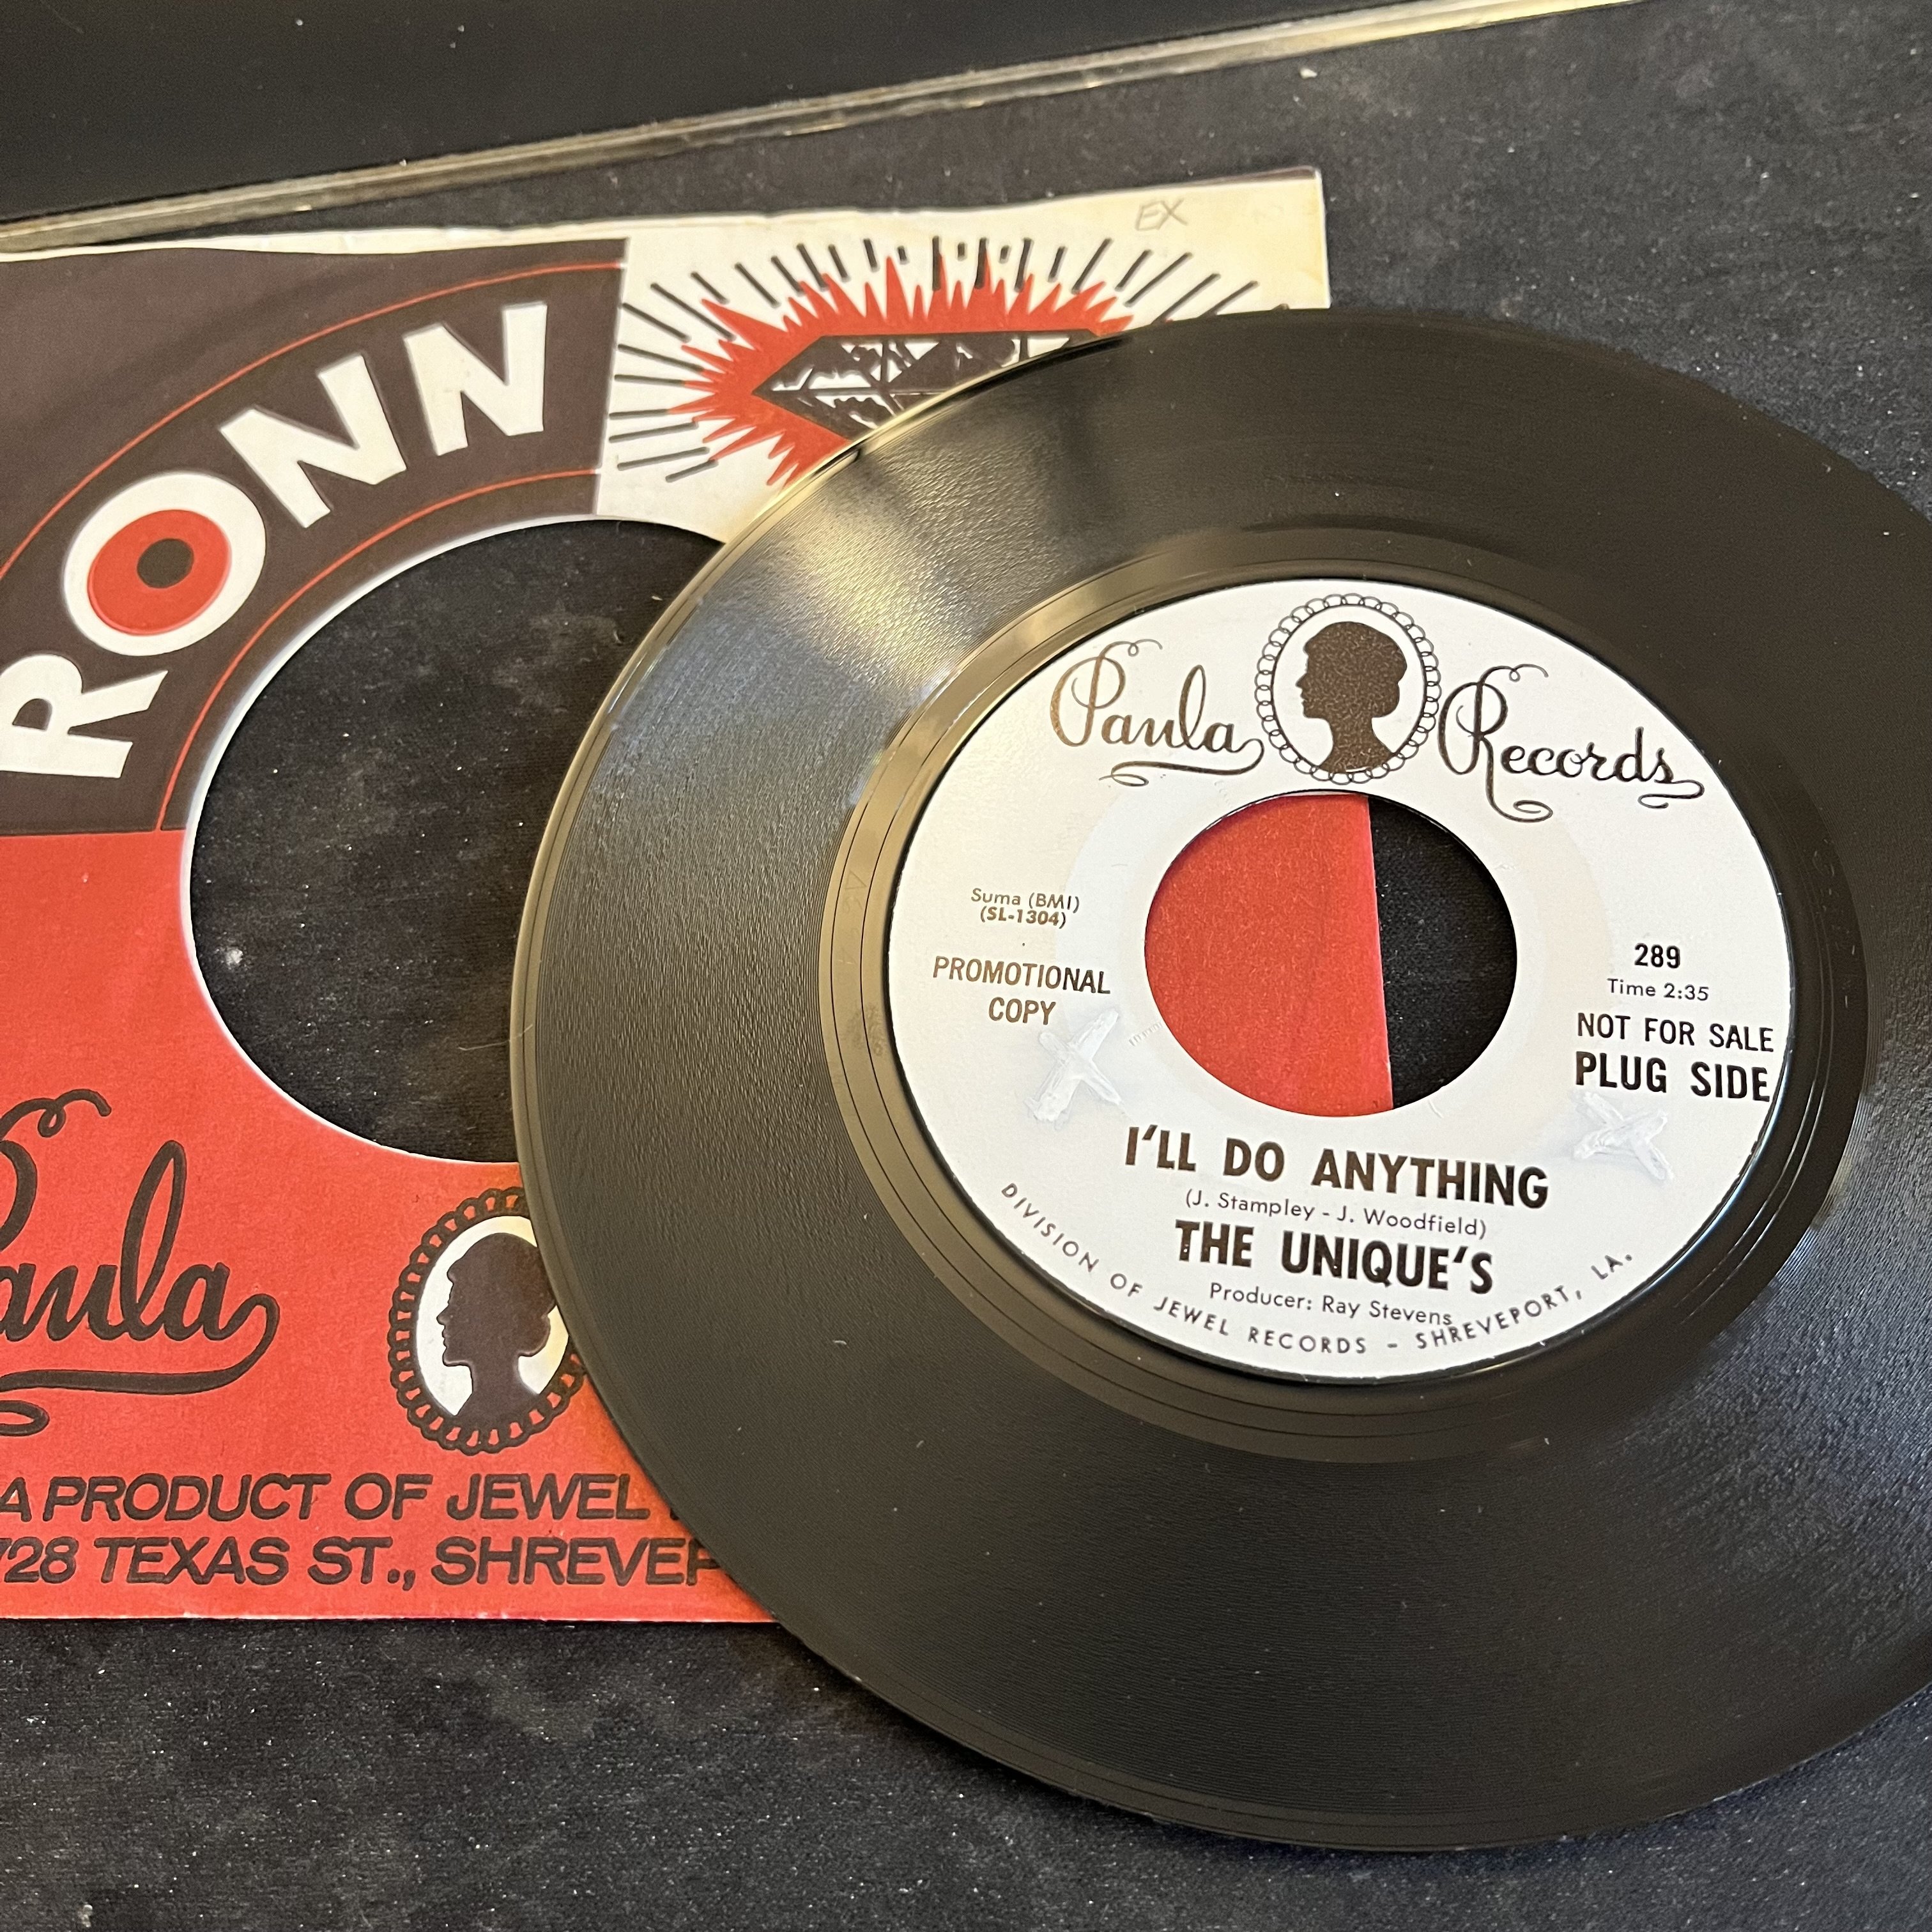 EX
RONN
Paula
A PRODUCT OF JEWEL
728 TEXAS ST.,
Paula Records
Suma (BMI)
(SL-1304)
PROMOTIONAL
COPY
289
Time 2:35
NOT FOR SALE
PLUG SIDE
I'LL DO ANYTHING
(J. Stampley - J. Woodfield)
THE UNIQUE'S
Producer: Ray Stevens
DIVISION OF JEWEL RECORDS - SHREVEPORT, LA.